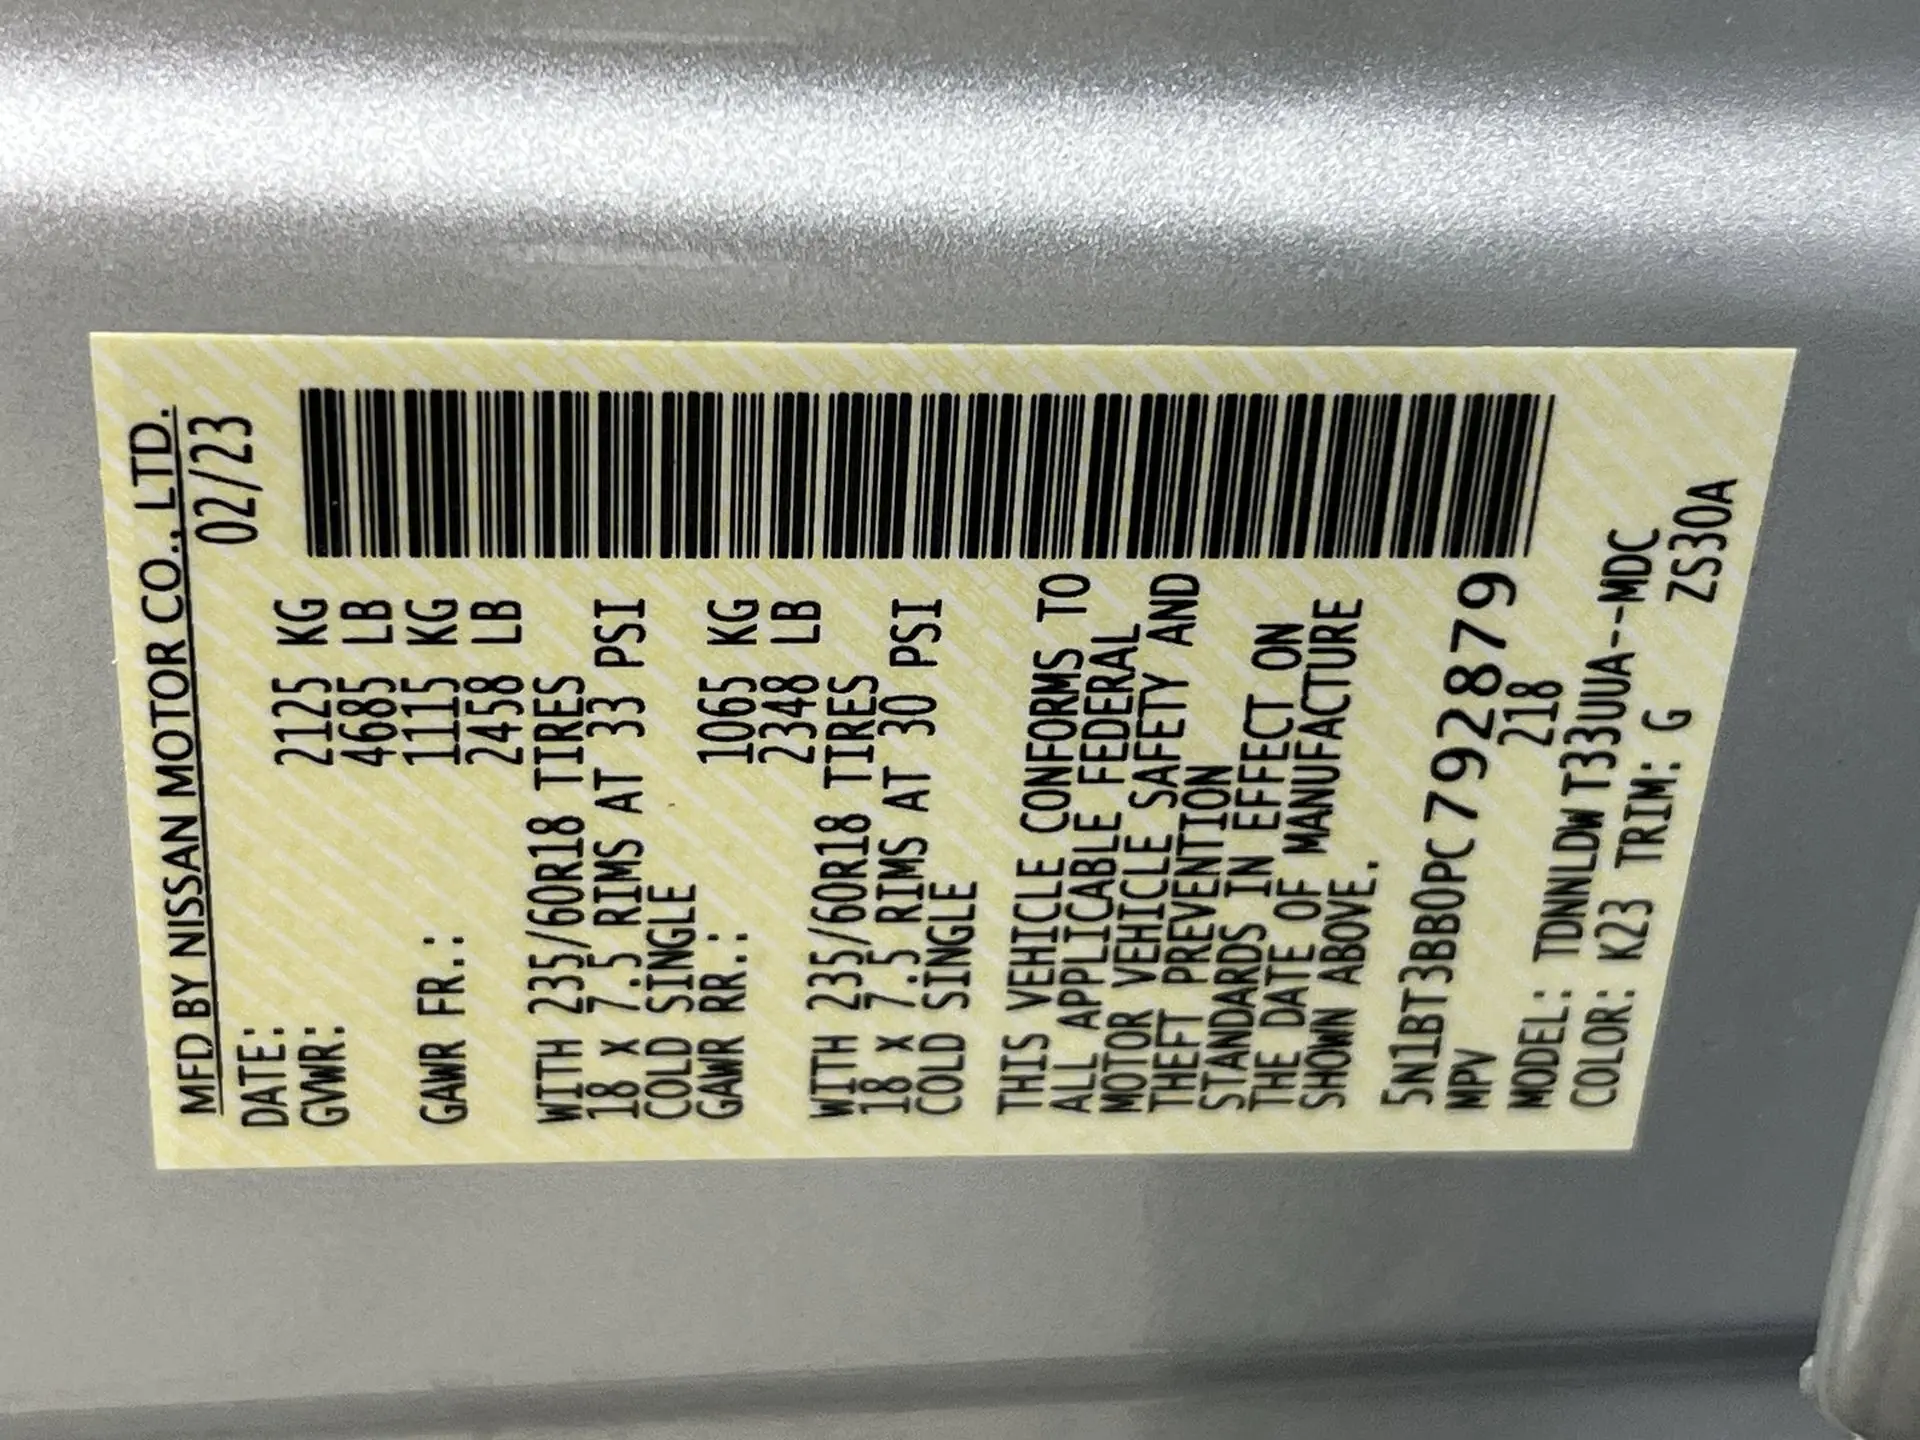 MFD BY NISSAN MOTOR CO., LTD.
DATE: 02/23
GVWR: 2125 KG
4685 LB
GAWR FR.: 1115 KG
2458 LB
WITH 235/60R18 TIRES
18 X 7.5 RIMS AT 33 PSI
COLD SINGLE
GAWR RR.: 1065 KG
2348 LB
WITH 235/60R18 TIRES
18 X 7.5 RIMS AT 30 PSI
COLD SINGLE
THIS VEHICLE CONFORMS TO
ALL APPLICABLE FEDERAL
MOTOR VEHICLE SAFETY AND
THEFT PREVENTION
STANDARDS IN EFFECT ON
THE DATE OF MANUFACTURE
SHOWN ABOVE.
5N1BT3BB0PC792879
MPV 218
MODEL: TDNNLDW T33UUA--MDC
COLOR: K23 TRIM: G ZS30A